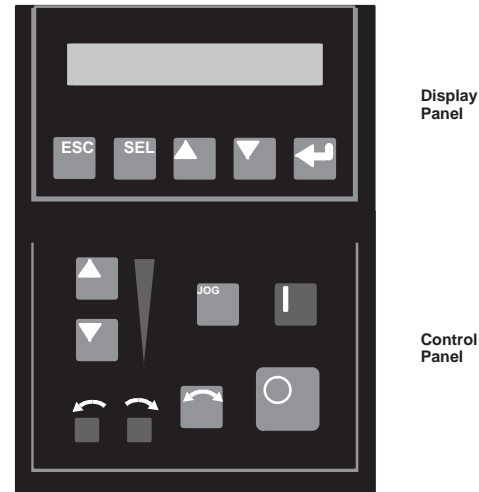 Display
Panel
ESC SEL
JOG
Control
Panel